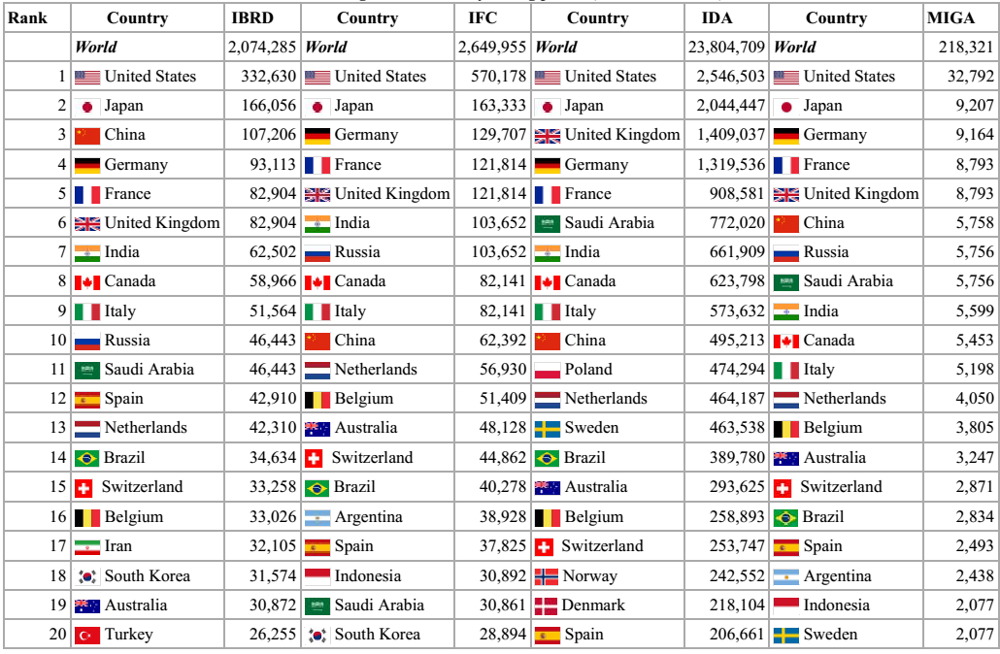 Rank Country IBRD Country IFC Country IDA Country MIGA
World 2,074,285 World 2,649,955 World 23,804,709 World 218,321
1 United States 332,630 United States 570,178 United States 2,546,503 United States 32,792
2 Japan 166,056 Japan 163,333 Japan 2,044,447 Japan 9,207
3 China 107,206 Germany 129,707 United Kingdom 1,409,037 Germany 9,164
4 Germany 93,113 France 121,814 Germany 1,319,536 France 8,793
5 France 82,904 United Kingdom 121,814 France 908,581 United Kingdom 8,793
6 United Kingdom 82,904 India 103,652 Saudi Arabia 772,020 China 5,758
7 India 62,502 Russia 103,652 India 661,909 Russia 5,756
8 Canada 58,966 Canada 82,141 Canada 623,798 Saudi Arabia 5,756
9 Italy 51,564 Italy 82,141 Italy 573,632 India 5,599
10 Russia 46,443 China 62,392 China 495,213 Canada 5,453
11 Saudi Arabia 46,443 Netherlands 56,930 Poland 474,294 Italy 5,198
12 Spain 42,910 Belgium 51,409 Netherlands 464,187 Netherlands 4,050
13 Netherlands 42,310 Australia 48,128 Sweden 463,538 Belgium 3,805
14 Brazil 34,634 Switzerland 44,862 Brazil 389,780 Australia 3,247
15 Switzerland 33,258 Brazil 40,278 Australia 293,625 Switzerland 2,871
16 Belgium 33,026 Argentina 38,928 Belgium 258,893 Brazil 2,834
17 Iran 32,105 Spain 37,825 Switzerland 253,747 Spain 2,493
18 South Korea 31,574 Indonesia 30,892 Norway 242,552 Argentina 2,438
19 Australia 30,872 Saudi Arabia 30,861 Denmark 218,104 Indonesia 2,077
20 Turkey 26,255 South Korea 28,894 Spain 206,661 Sweden 2,077